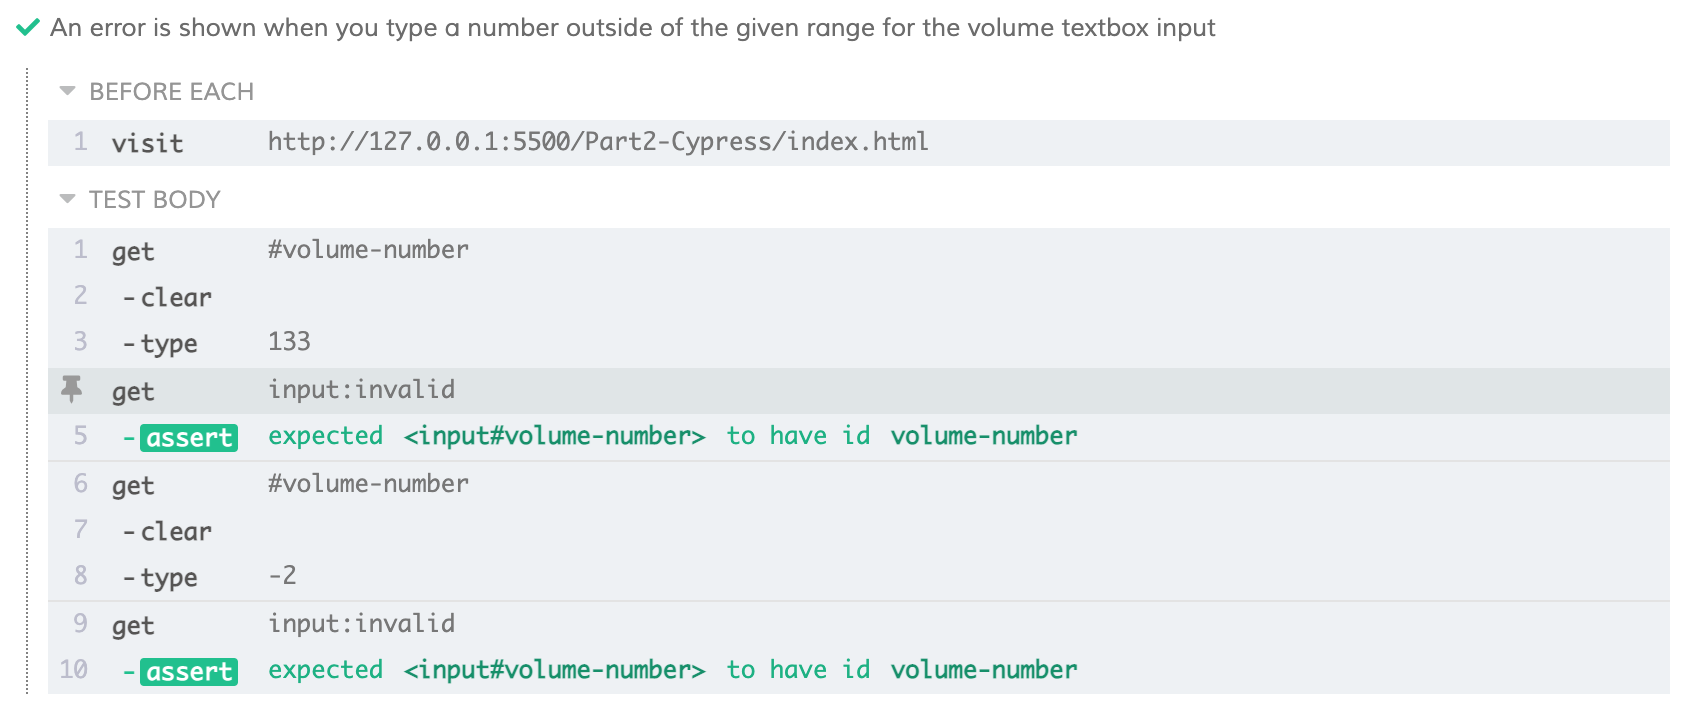 An error is shown when you type a number outside of the given range for the volume textbox input
BEFORE EACH
1 visit http://127.0.0.1:5500/Part2-Cypress/index.html
TEST BODY
1 get #volume-number
2 -clear
3 -type 133
get input:invalid
5 -assert expected <input#volume-number> to have id volume-number
6 get #volume-number
7 -clear
8 -type -2
9 get input:invalid
10 -assert expected <input#volume-number> to have id volume-number